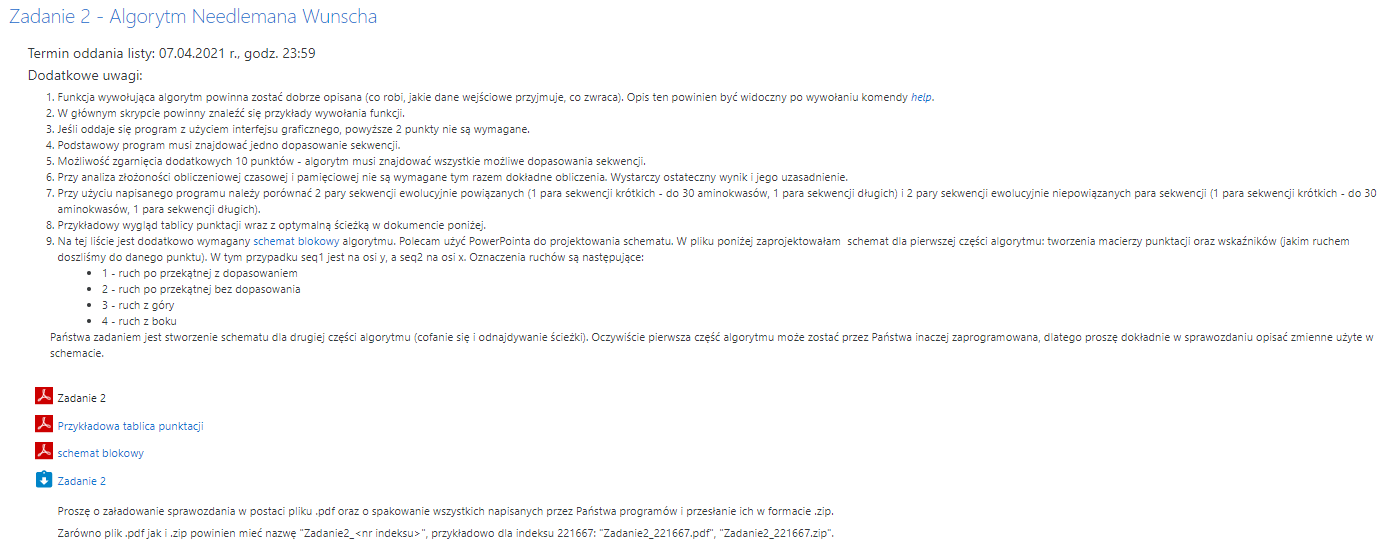 Zadanie 2 - Algorytm Needlemana Wunscha
Termin oddania listy: 07.04.2021 r., godz. 23:59
Dodatkowe uwagi:
1. Funkcja wywołująca algorytm powinna zostać dobrze opisana (co robi, jakie dane wejściowe przyjmuje, co zwraca). Opis ten powinien być widoczny po wywołaniu komendy help.
2. W głównym skrypcie powinny znaleźć się przykłady wywołania funkcji.
3. Jeśli oddaje się program z użyciem interfejsu graficznego, powyższe 2 punkty nie są wymagane.
4. Podstawowy program musi znajdować jedno dopasowanie sekwencji.
5. Możliwość zgarnięcia dodatkowych 10 punktów - algorytm musi znajdować wszystkie możliwe dopasowania sekwencji.
6. Przy analiza złożoności obliczeniowej czasowej i pamięciowej nie są wymagane tym razem dokładne obliczenia. Wystarczy ostateczny wynik i jego uzasadnienie.
7. Przy użyciu napisanego programu należy porównać 2 pary sekwencji ewolucyjnie powiązanych (1 para sekwencji krótkich - do 30 aminokwasów, 1 para sekwencji długich) i 2 pary sekwencji ewolucyjnie niepowiązanych para sekwencji (1 para sekwencji krótkich - do 30
aminokwasów, 1 para sekwencji długich).
8. Przykładowy wygląd tablicy punktacji wraz z optymalną ścieżką w dokumencie poniżej.
9. Na tej liście jest dodatkowo wymagany schemat blokowy algorytmu. Polecam użyć PowerPointa do projektowania schematu. W pliku poniżej zaprojektowałam schemat dla pierwszej części algorytmu: tworzenia macierzy punktacji oraz wskaźników (jakim ruchem
doszliśmy do danego punktu). W tym przypadku seq1 jest na osi y, a seq2 na osi x. Oznaczenia ruchów są następujące:
• 1 - ruch po przekątnej z dopasowaniem
• 2 - ruch po przekątnej bez dopasowania
• 3 - ruch z góry
• 4 - ruch z boku
Państwa zadaniem jest stworzenie schematu dla drugiej części algorytmu (cofanie się i odnajdywanie ścieżki). Oczywiście pierwsza część algorytmu może zostać przez Państwa inaczej zaprogramowana, dlatego proszę dokładnie w sprawozdaniu opisać zmienne użyte w
schemacie.
Zadanie 2
Przykładowa tablica punktacji
schemat blokowy
Zadanie 2
Proszę o załadowanie sprawozdania w postaci pliku .pdf oraz o spakowanie wszystkich napisanych przez Państwa programów i przesłanie ich w formacie .zip.
Zarówno plik .pdf jak i .zip powinien mieć nazwę "Zadanie2_<nr indeksu>", przykładowo dla indeksu 221667: "Zadanie2_221667.pdf", "Zadanie2_221667.zip".